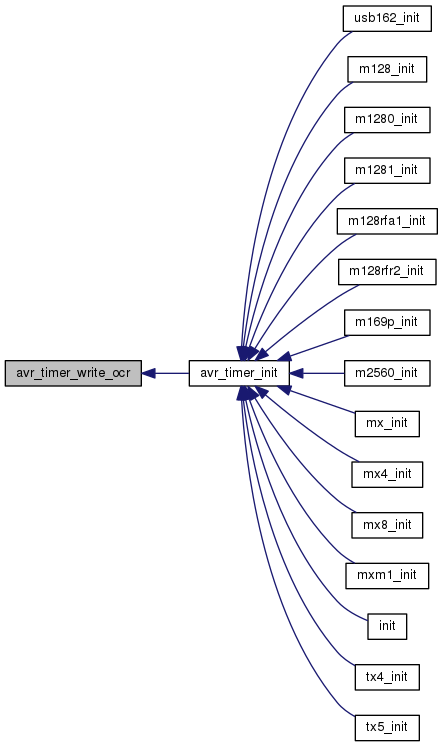 usb162_init
m128_init
m1280_init
m1281_init
m128rfa1_init
m128rfr2_init
m169p_init
avr_timer_write_ocr
avr_timer_init
m2560_init
mx_init
mx4_init
mx8_init
mxm1_init
init
tx4_init
tx5_init